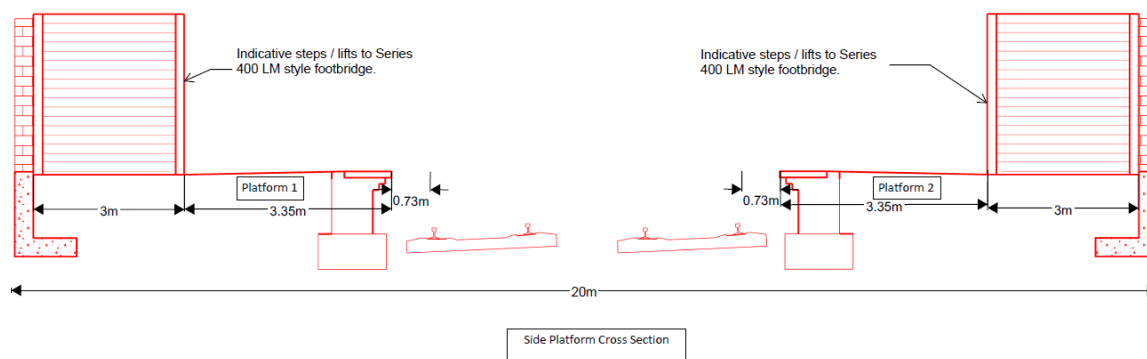 Indicative steps / lifts to Series
400 LM style footbridge.
Indicative steps / lifts to Series
400 LM style footbridge.
Platform 1
Platform 2
0.73m
0.73m
3m
3.35m
3.35m
3m
20m
Side Platform Cross Section